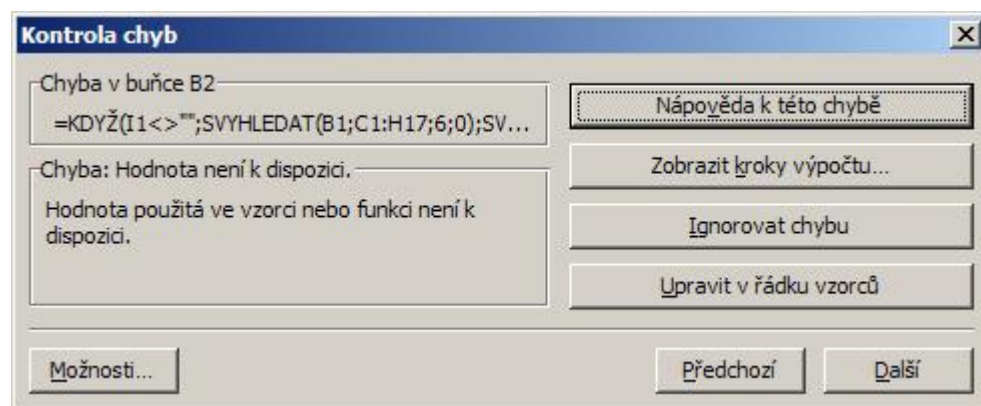 Kontrola chyb
Chyba v buňce B2
=KDYŽ(I1<>"";SVYHLEDAT(B1;C1:H17;6;0);SV...
Chyba: Hodnota není k dispozici.
Hodnota použitá ve vzorci nebo funkci není k
dispozici.
Nápověda k této chybě
Zobrazit kroky výpočtu...
Ignorovat chybu
Upravit v řádku vzorců
Možnosti...
Předchozí
Další